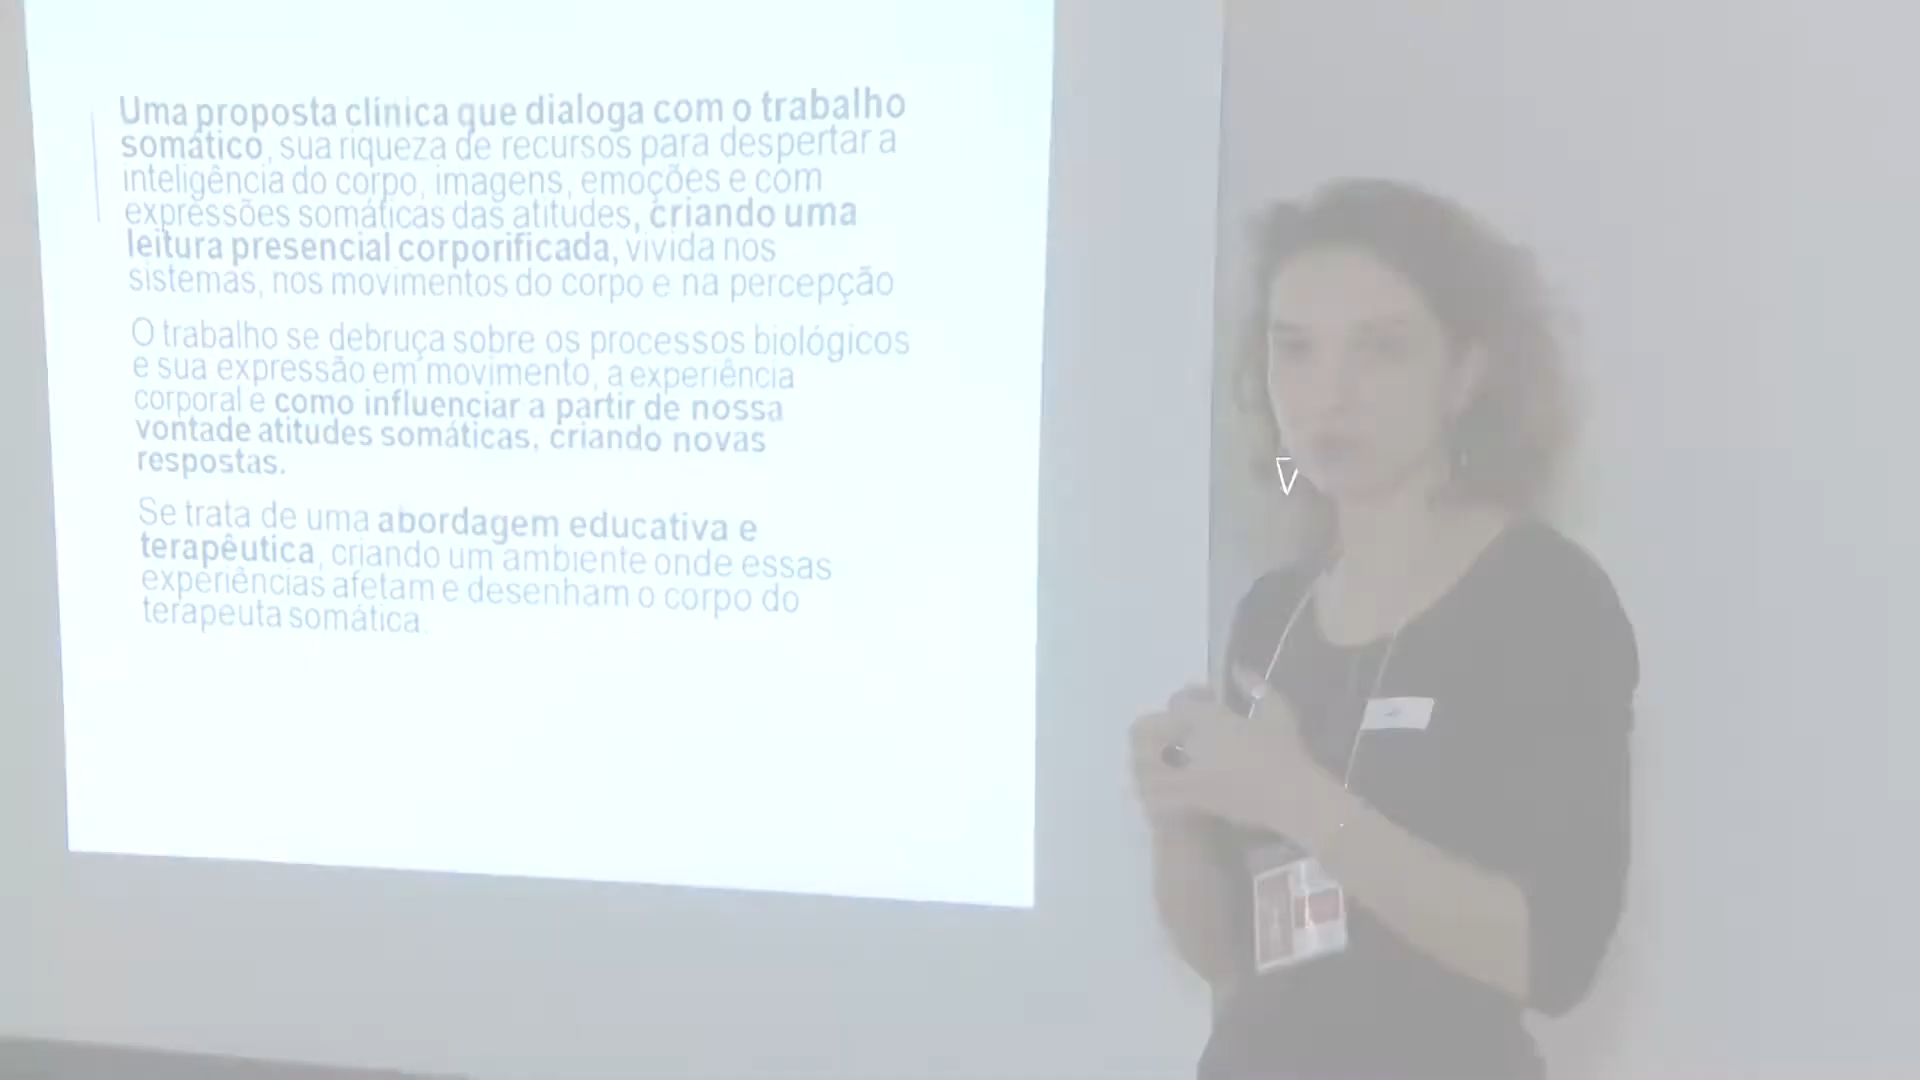 Uma proposta clínica que dialoga com o trabalho
somático, sua riqueza de recursos para despertar a
inteligência do corpo, imagens, emoções e com
expressões somáticas das atitudes, criando uma
leitura presencial corporificada, vivida nos
sistemas, nos movimentos do corpo e na percepção
O trabalho se debruça sobre os processos biológicos
e sua expressão em movimento, a experiência
corporal e como influenciar a partir de nossa
vontade atitudes somáticas, criando novas
respostas.
Se trata de uma abordagem educativa e
terapêutica, criando um ambiente onde essas
experiências afetam e desenham o corpo do
terapeuta somática.